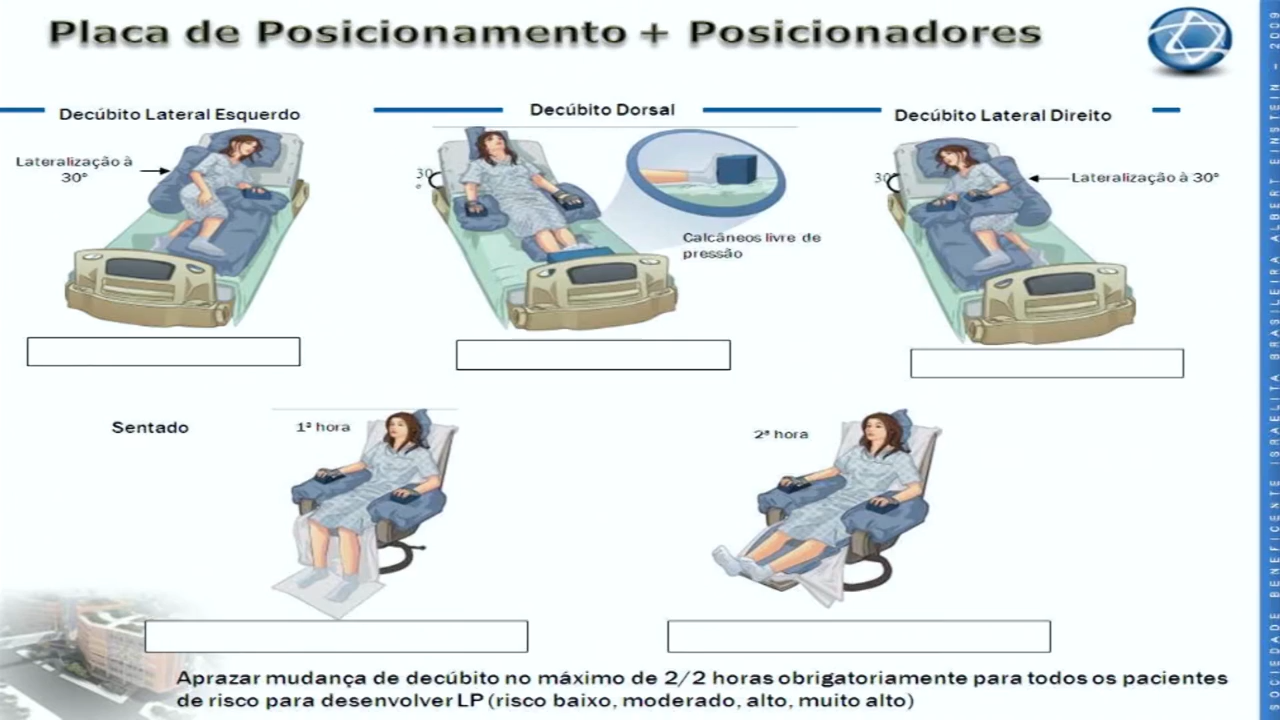 Placa de Posicionamento + Posicionadores
Decúbito Lateral Esquerdo
Decúbito Dorsal
Decúbito Lateral Direito
Lateralização à
30°
30
°
Calcâneos livre de
pressão
30
Lateralização à 30°
Sentado
1ª hora
2ª hora
Aprazar mudança de decúbito no máximo de 2/2 horas obrigatoriamente para todos os pacientes
de risco para desenvolver LP (risco baixo, moderado, alto, muito alto)
SOCIEDADE BENEFICENTE ISRAELITA BRASILEIRA ALBERT EINSTEIN - 2009